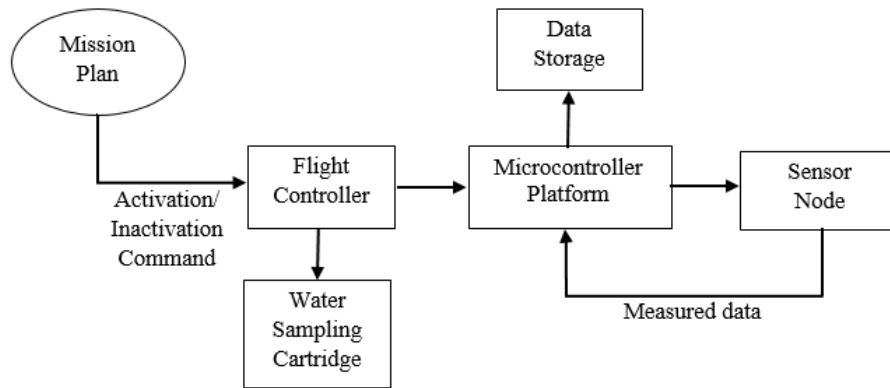 Mission
Plan
Data
Storage
Flight
Controller
Microcontroller
Platform
Sensor
Node
Activation/
Inactivation
Command
Water
Sampling
Cartridge
Measured data